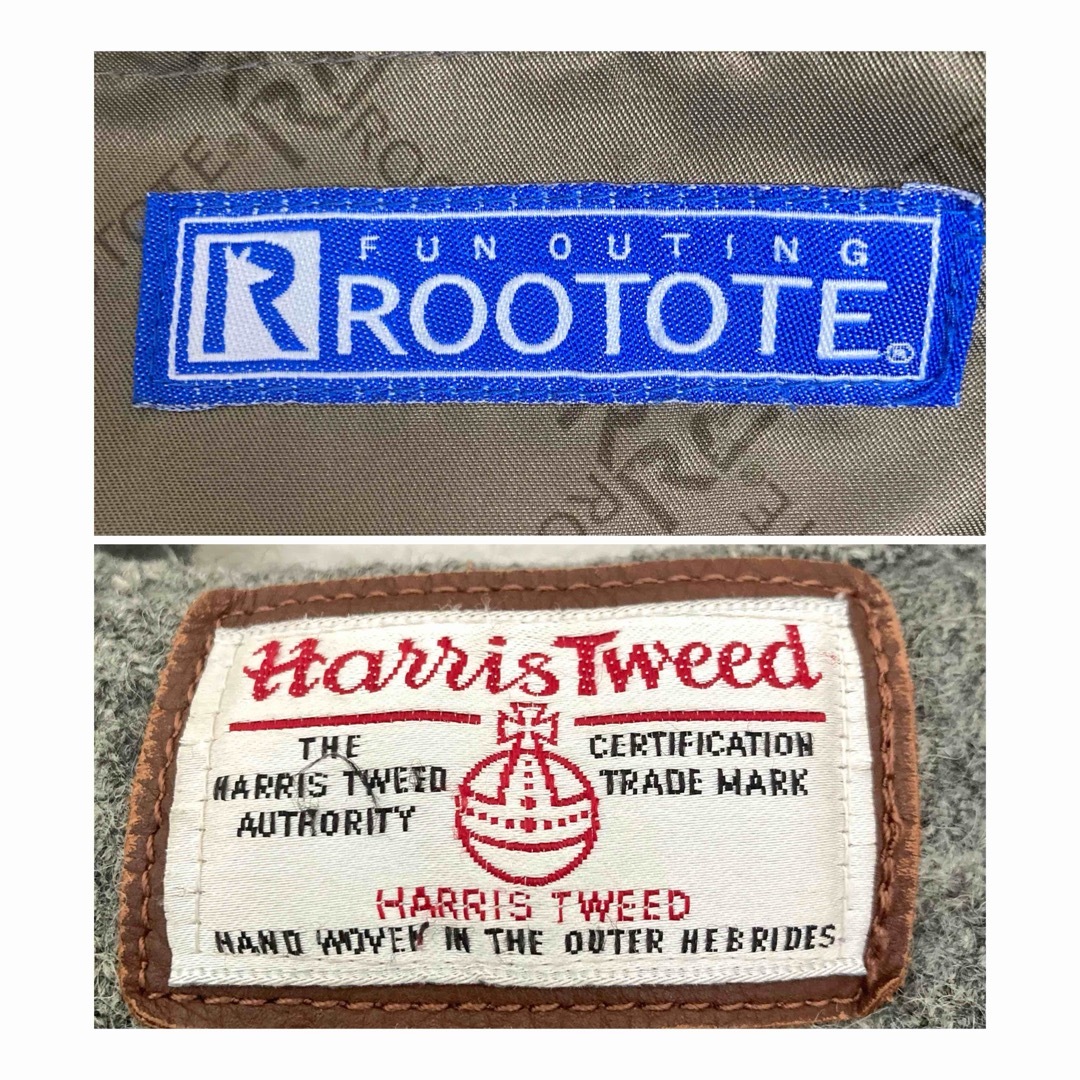 FUN OUTING
R ROOTOTE®
Harris Tweed
THE
HARRIS TWEED
AUTHORITY
CERTIFICATION
TRADE MARK
HARRIS TWEED
HAND WOVEN IN THE OUTER HEBRIDES